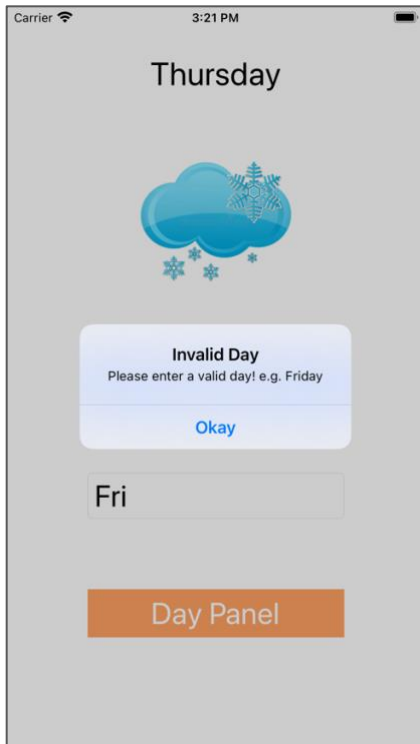 Carrier 3:21 PM
Thursday
Invalid Day
Please enter a valid day! e.g. Friday
Okay
Fri
Day Panel